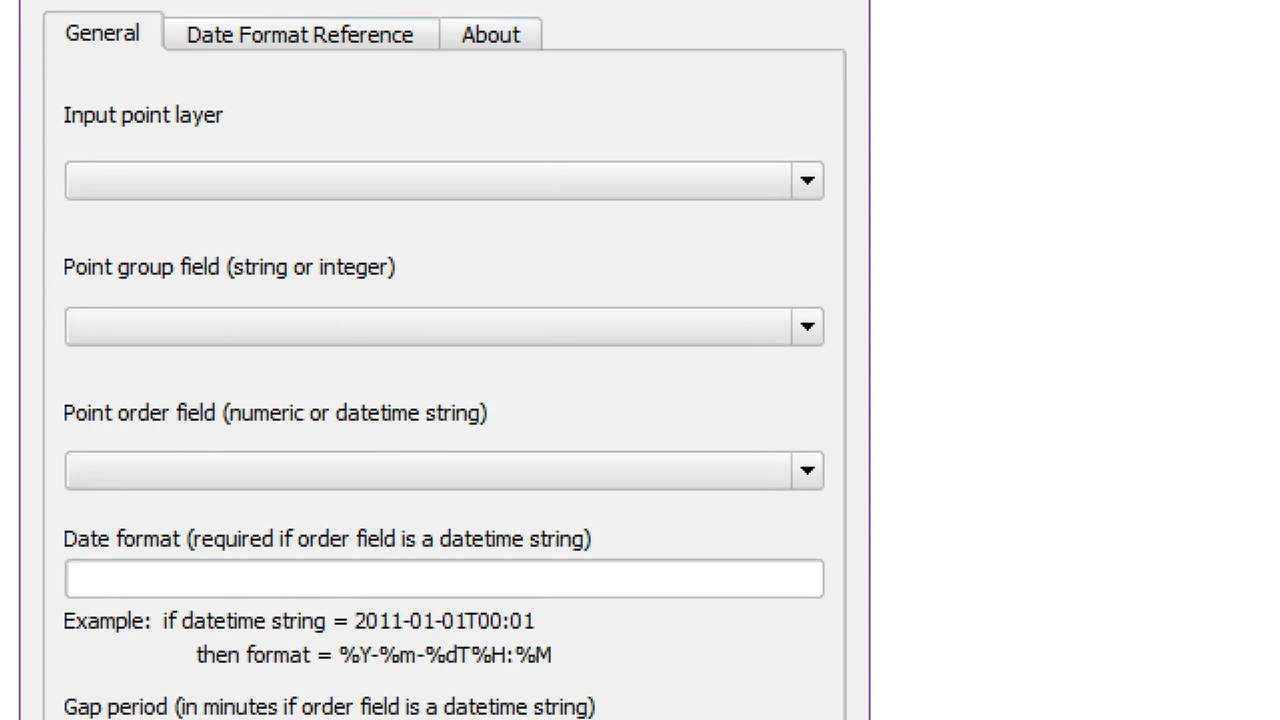 General
Date Format Reference
About
Input point layer
Point group field (string or integer)
Point order field (numeric or datetime string)
Date format (required if order field is a datetime string)
Example:  if datetime string = 2011-01-01T00:01
then format = %Y-%m-%dT%H:%M
Gap period (in minutes if order field is a datetime string)